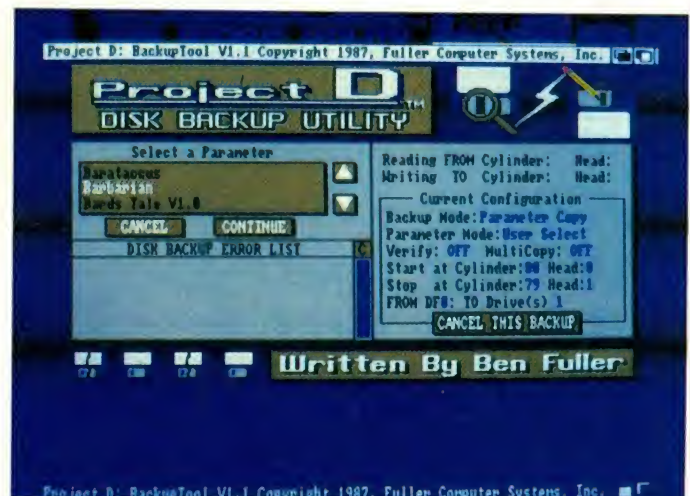 Project D: BackupTool V1.1 Copyright 1987, Fuller Computer Systems, Inc.
Project D TM
DISK BACKUP UTILITY
Select a Parameter
Barbarian
Bards Tale V1.0
CANCEL CONTINUE
DISK BACKUP ERROR LIST C
Reading FROM Cylinder: Head:
Writing TO Cylinder: Head:
Current Configuration
Backup Mode:Parameter Copy
Parameter Mode:User Select
Verify: OFF MultiCopy: OFF
Start at Cylinder:00 Head:0
Stop at Cylinder:79 Head:1
FROM DF0: TO Drive(s) 1
CANCEL THIS BACKUP
Written By Ben Fuller
Project D: BackupTool V1.1 Copyright 1987, Fuller Computer Systems, Inc.